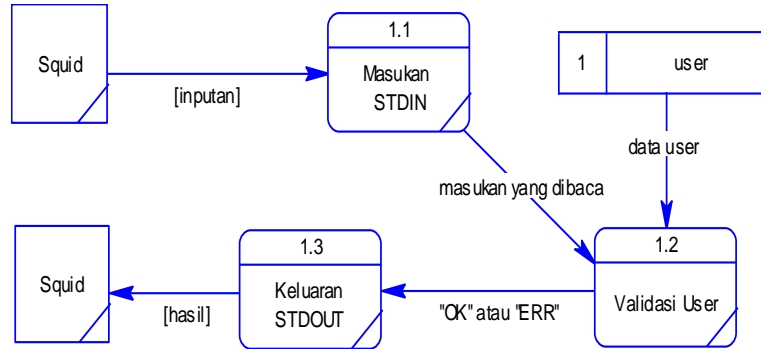 Squid
[inputan]
1.1
Masukan
STDIN
1
user
data user
masukan yang dibaca
1.2
Validasi User
"OK" atau "ERR"
1.3
Keluaran
STDOUT
[hasil]
Squid